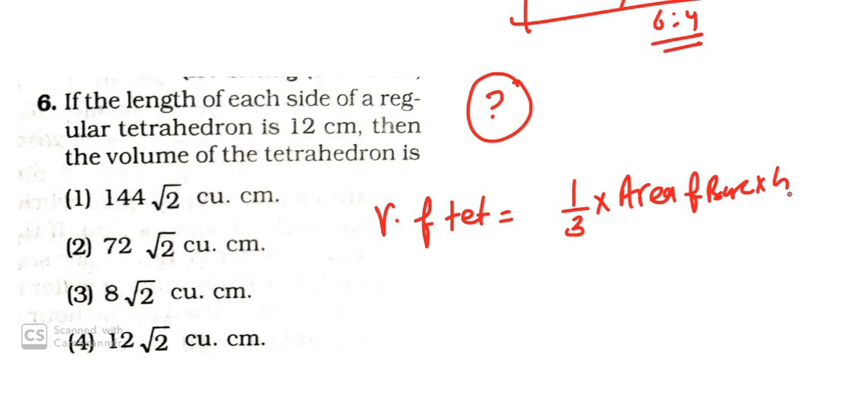 6:4
6. If the length of each side of a reg-
ular tetrahedron is 12 cm, then
the volume of the tetrahedron is
?
(1) 144 √2 cu. cm.
(2) 72 √2 cu. cm.
(3) 8 √2 cu. cm.
(4) 12 √2 cu. cm.
V. of tet = 1/3 x Area of Base x h
CS Scanned with